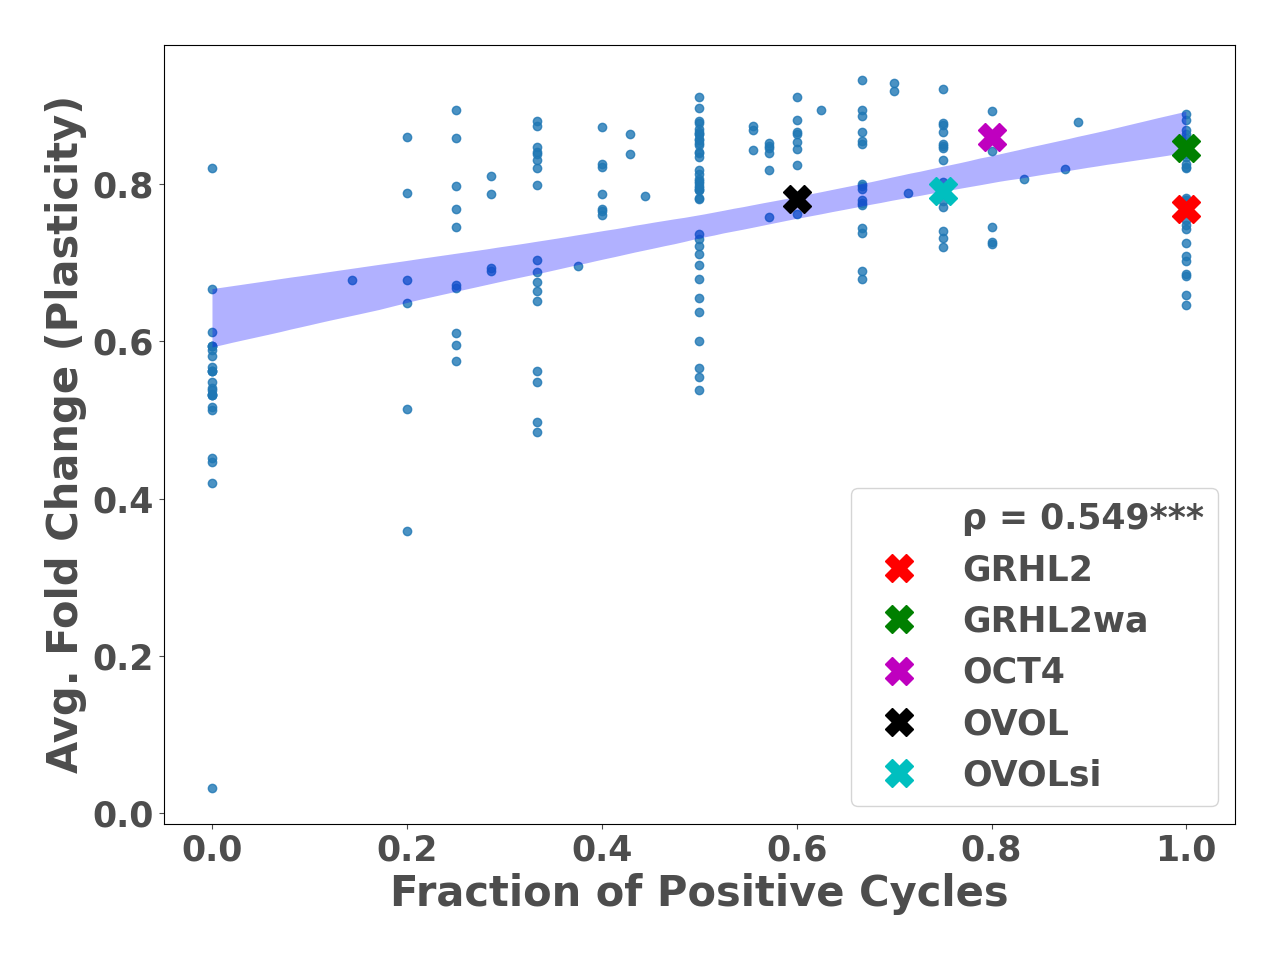 Avg. Fold Change (Plasticity)
0.8
0.6
0.4
0.2
0.0
ρ = 0.549***
GRHL2
GRHL2wa
OCT4
OVOL
OVOLsi
0.0 0.2 0.4 0.6 0.8 1.0
Fraction of Positive Cycles